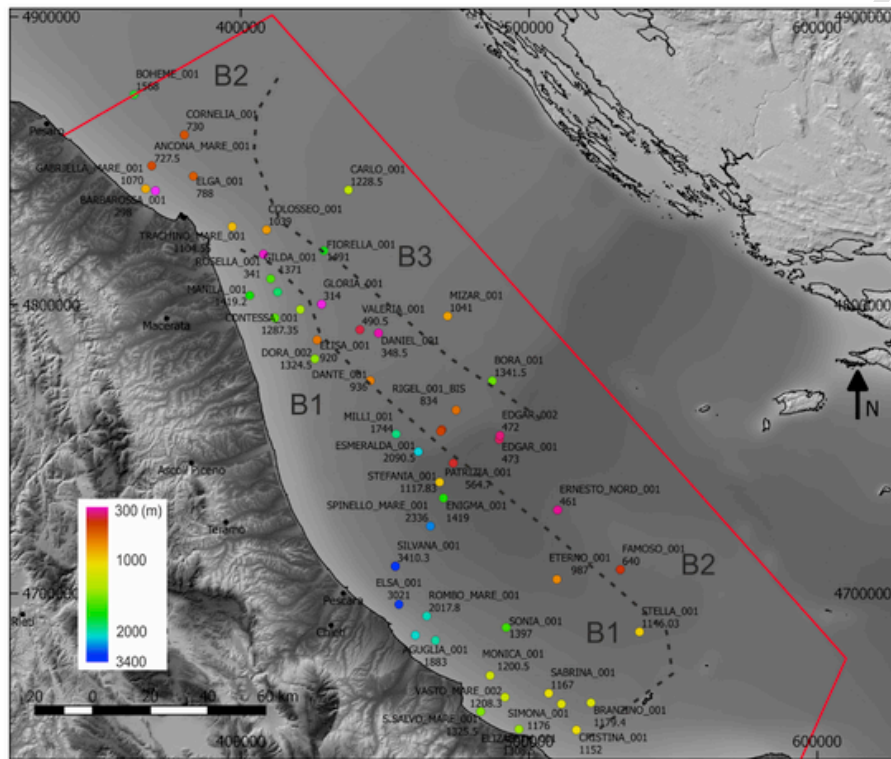 4900000
400000
500000
600000
4900000
BOHEME_001
1568
B2
Pesaro
CORNELIA_001
730
ANCONA_MARE_001
727.5
GABRIELLA_MARE_001
1070
ELGA_001
788
CARLO_001
1228.5
BARBAROSSA_001
298
COLOSSEO_001
1039
TRACHINO_MARE_001
1104.55
FIORELLA_001
1491
B3
ROSELLA_001
341
GILDA_001
1371
MANILA_001
1419.2
GLORIA_001
314
4800000
4800000
Macerata
CONTESSA_001
1287.35
VALERIA_001
490.5
MIZAR_001
1041
DANIEL_001
348.5
ELISA_001
920
DORA_002
1324.5
BORA_001
1341.5
DANTE_001
936
B1
RIGEL_001_BIS
834
MILLI_001
1744
EDGAR_002
472
EDGAR_001
473
N
ESMERALDA_001
2090.5
Ascoli Piceno
STEFANIA_001
1117.83
PATRIZIA_001
564.7
ERNESTO_NORD_001
461
SPINELLO_MARE_001
2336
ENIGMA_001
1419
300 (m)
1000
2000
3400
Teramo
SILVANA_001
3410.3
ETERNO_001
987
FAMOSO_001
640
B2
ELSA_001
3021
4700000
4700000
Pescara
ROMBO_MARE_001
2017.8
STELLA_001
1146.03
Rieti
Chieti
SONIA_001
1397
B1
AGUGLIA_001
1883
MONICA_001
1200.5
SABRINA_001
1167
VASTO_MARE_002
1208.3
20
0
20
40
60 km
S.SALVO_MARE_001
1325.5
SIMONA_001
1176
BRANZINO_001
1179.4
CRISTINA_001
1152
400000
500000
600000